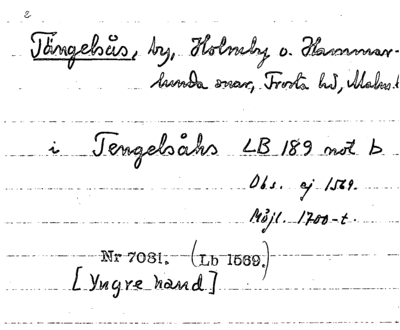 Tängelsås, by, Holmby o. Hammar-
lunda snar, Frosta hd, Malm. l
i Tengelsåhs LB 189 not b
Obs. ej 1569.
Möjl. 1700-t.
Nr 7081. (Lb 1569.)
[Yngre hand]